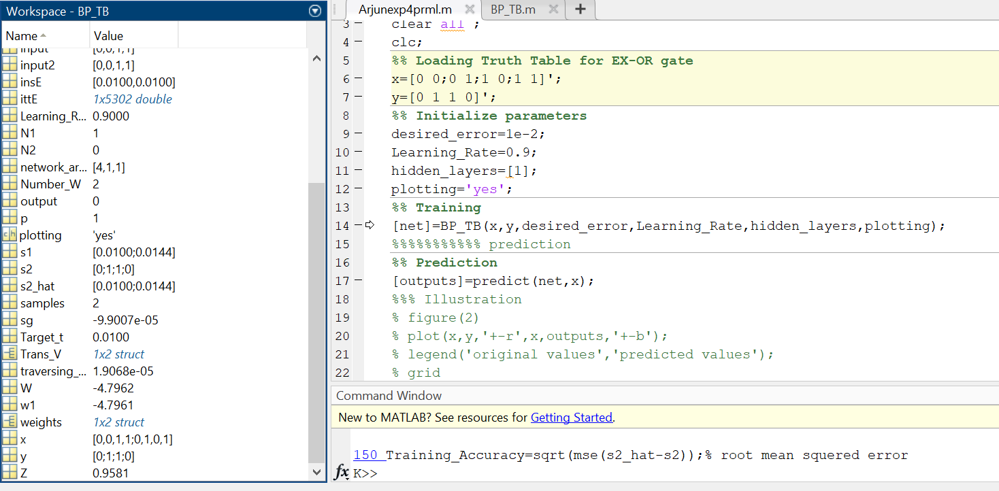 Workspace - BP_TB
Name Value
input [0,0,1,1]
input2 [0,0,1,1]
insE [0.0100,0.0100]
ittE 1x5302 double
Learning_R... 0.9000
N1 1
N2 0
network_ar... [4,1,1]
Number_W 2
output 0
p 1
plotting 'yes'
s1 [0.0100;0.0144]
s2 [0;1;1;0]
s2_hat [0.0100;0.0144]
samples 2
sg -9.9007e-05
Target_t 0.0100
Trans_V 1x2 struct
traversing_... 1.9068e-05
W -4.7962
w1 -4.7961
weights 1x2 struct
x [0,0,1,1;0,1,0,1]
y [0;1;1;0]
Z 0.9581
Arjunexp4prml.m BP_TB.m
3 clear all ;
4 clc;
5 %% Loading Truth Table for EX-OR gate
6 x=[0 0;0 1;1 0;1 1]';
7 y=[0 1 1 0]';
8 %% Initialize parameters
9 desired_error=1e-2;
10 Learning_Rate=0.9;
11 hidden_layers=[1];
12 plotting='yes';
13 %% Training
14 [net]=BP_TB(x,y,desired_error,Learning_Rate,hidden_layers,plotting);
15 %%%%%%%%%%% prediction
16 %% Prediction
17 [outputs]=predict(net,x);
18 %%% Illustration
19 % figure(2)
20 % plot(x,y,'+-r',x,outputs,'+-b');
21 % legend('original values','predicted values');
22 % grid
Command Window
New to MATLAB? See resources for Getting Started.
150 Training_Accuracy=sqrt(mse(s2_hat-s2));% root mean squered error
fx K>>